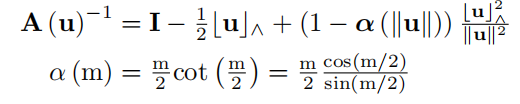 A (u)⁻¹ = I − ½⌊u⌋∧ + (1 − α (‖u‖)) ⌊u⌋²∧ / ‖u‖²
α (m) = m/2 cot (m/2) = m/2 cos(m/2) / sin(m/2)